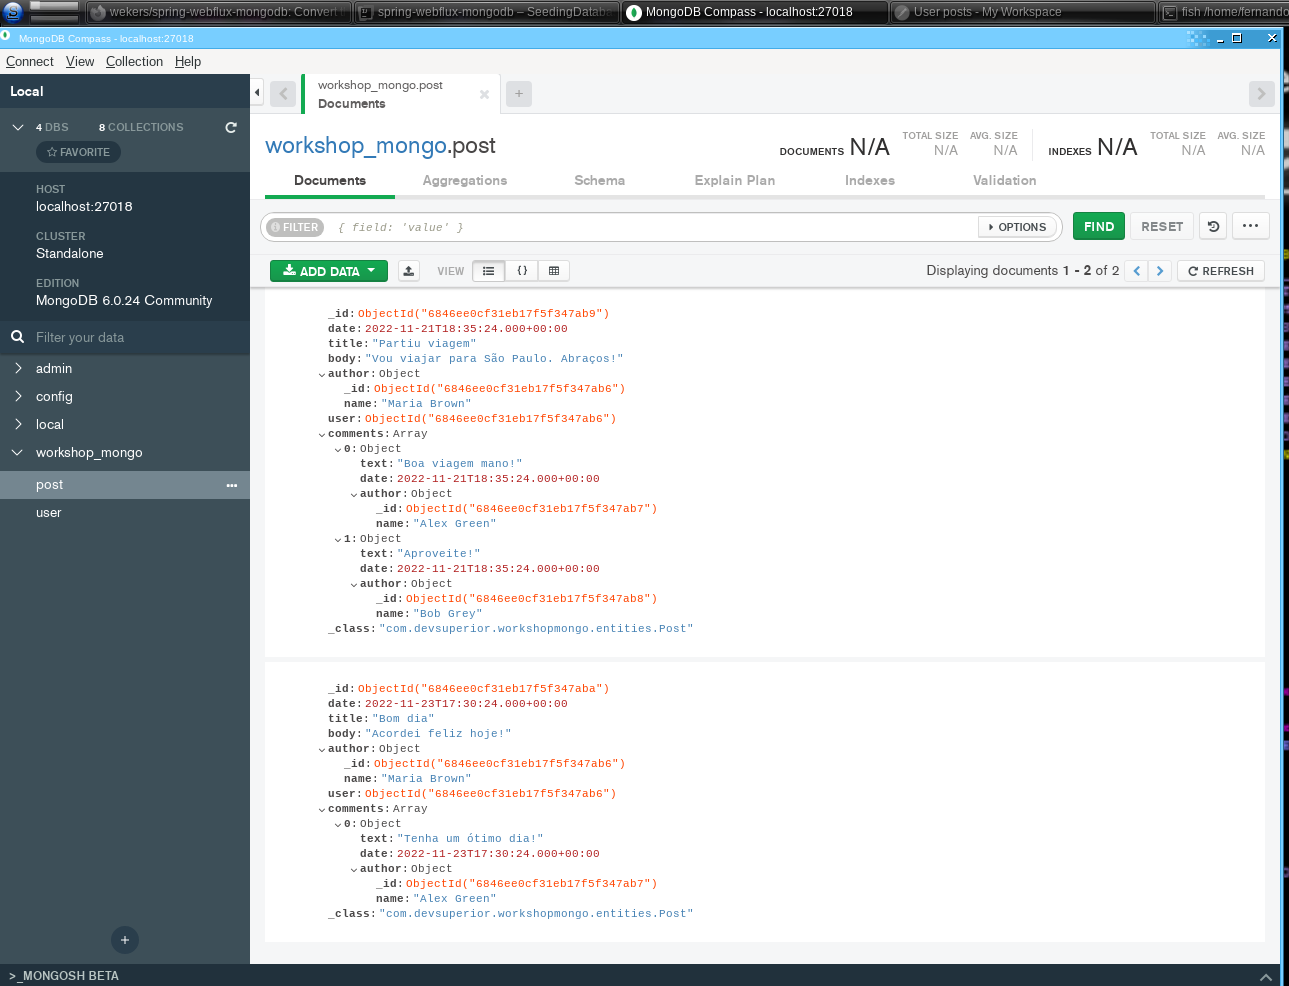 wekers/spring-webflux-mongodb: Convert
spring-webflux-mongodb – SeedingDataba
MongoDB Compass - localhost:27018
User posts - My Workspace
fish /home/fernando
MongoDB Compass - localhost:27018
Connect View Collection Help
Local
4 DBS 8 COLLECTIONS
FAVORITE
HOST
localhost:27018
CLUSTER
Standalone
EDITION
MongoDB 6.0.24 Community
Filter your data
admin
config
local
workshop_mongo
post
user
>_MONGOSH BETA
workshop_mongo.post
Documents
workshop_mongo.post
DOCUMENTS N/A TOTAL SIZE N/A AVG. SIZE N/A INDEXES N/A TOTAL SIZE N/A AVG. SIZE N/A
Documents Aggregations Schema Explain Plan Indexes Validation
FILTER { field: 'value' } OPTIONS FIND RESET
ADD DATA VIEW { } Displaying documents 1 - 2 of 2 REFRESH
_id: ObjectId("6846ee0cf31eb17f5f347ab9")
date: 2022-11-21T18:35:24.000+00:00
title: "Partiu viagem"
body: "Vou viajar para São Paulo. Abraços!"
author: Object
_id: ObjectId("6846ee0cf31eb17f5f347ab6")
name: "Maria Brown"
user: ObjectId("6846ee0cf31eb17f5f347ab6")
comments: Array
0: Object
text: "Boa viagem mano!"
date: 2022-11-21T18:35:24.000+00:00
author: Object
_id: ObjectId("6846ee0cf31eb17f5f347ab7")
name: "Alex Green"
1: Object
text: "Aproveite!"
date: 2022-11-21T18:35:24.000+00:00
author: Object
_id: ObjectId("6846ee0cf31eb17f5f347ab8")
name: "Bob Grey"
_class: "com.devsuperior.workshopmongo.entities.Post"
_id: ObjectId("6846ee0cf31eb17f5f347aba")
date: 2022-11-23T17:30:24.000+00:00
title: "Bom dia"
body: "Acordei feliz hoje!"
author: Object
_id: ObjectId("6846ee0cf31eb17f5f347ab6")
name: "Maria Brown"
user: ObjectId("6846ee0cf31eb17f5f347ab6")
comments: Array
0: Object
text: "Tenha um ótimo dia!"
date: 2022-11-23T17:30:24.000+00:00
author: Object
_id: ObjectId("6846ee0cf31eb17f5f347ab7")
name: "Alex Green"
_class: "com.devsuperior.workshopmongo.entities.Post"